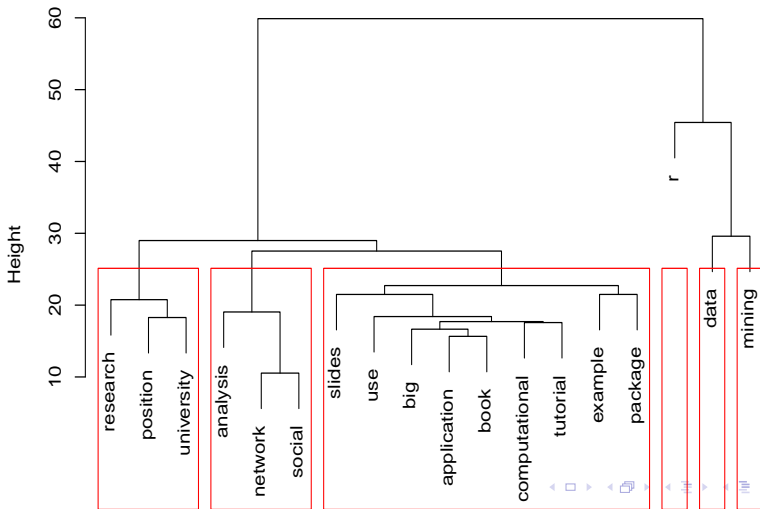 60
50
40
30
20
10
Height
research
position
university
analysis
network
social
slides
use
big
application
book
computational
tutorial
example
package
r
data
mining